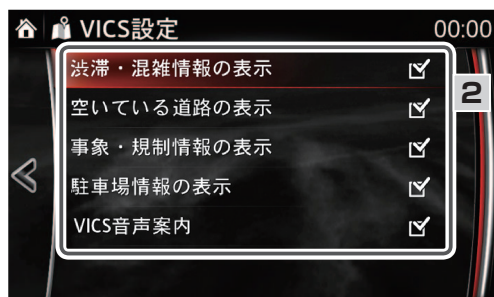 VICS設定 00:00
渋滞・混雑情報の表示
2
空いている道路の表示
事象・規制情報の表示
駐車場情報の表示
VICS音声案内